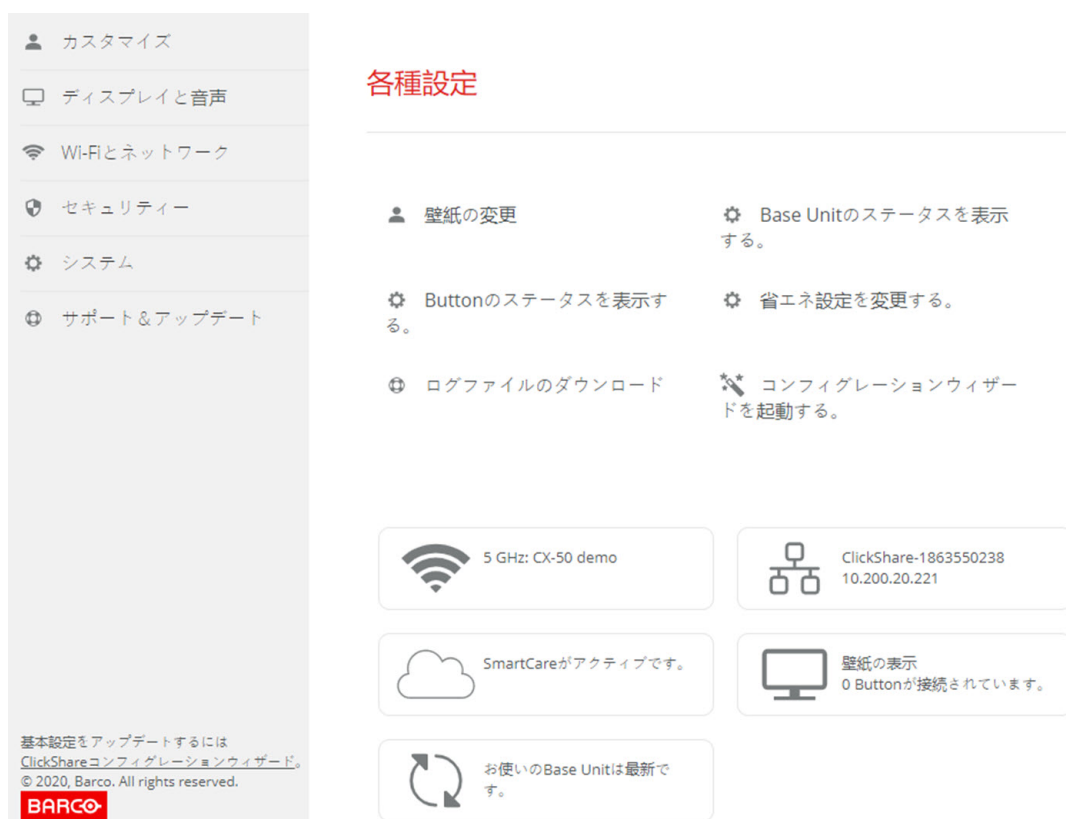 カスタマイズ
ディスプレイと音声
Wi-Fiとネットワーク
セキュリティー
システム
サポート＆アップデート
基本設定をアップデートするには
ClickShareコンフィグレーションウィザード。
© 2020, Barco. All rights reserved.
BARCO
各種設定
壁紙の変更
Base Unitのステータスを表示
する。
Buttonのステータスを表示す
る。
省エネ設定を変更する。
ログファイルのダウンロード
コンフィグレーションウィザー
ドを起動する。
5 GHz: CX-50 demo
ClickShare-1863550238
10.200.20.221
SmartCareがアクティブです。
壁紙の表示
0 Buttonが接続されています。
お使いのBase Unitは最新で
す。